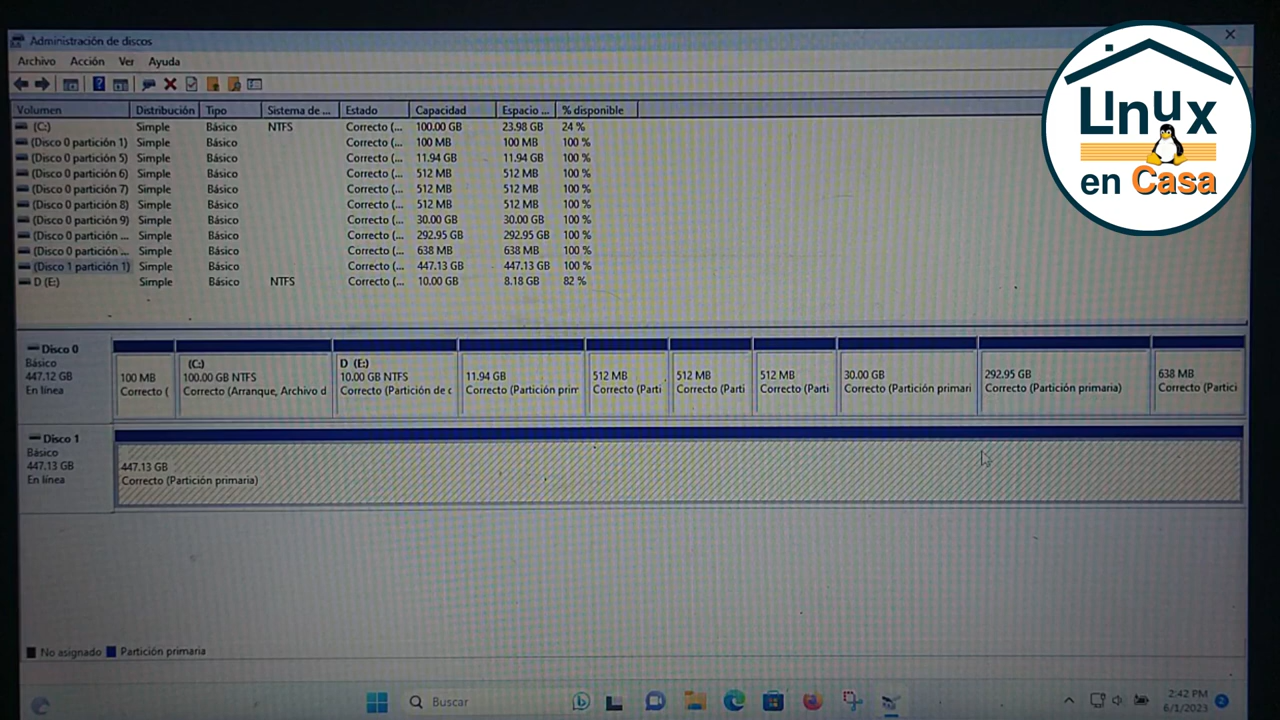 Administración de discos
Archivo Acción Ver Ayuda
Volumen Distribución Tipo Sistema de ... Estado Capacidad Espacio ... % disponible
(C:) Simple Básico NTFS Correcto (... 100.00 GB 23.98 GB 24 %
(Disco 0 partición 1) Simple Básico Correcto (... 100 MB 100 MB 100 %
(Disco 0 partición 5) Simple Básico Correcto (... 11.94 GB 11.94 GB 100 %
(Disco 0 partición 6) Simple Básico Correcto (... 512 MB 512 MB 100 %
(Disco 0 partición 7) Simple Básico Correcto (... 512 MB 512 MB 100 %
(Disco 0 partición 8) Simple Básico Correcto (... 512 MB 512 MB 100 %
(Disco 0 partición 9) Simple Básico Correcto (... 30.00 GB 30.00 GB 100 %
(Disco 0 partición ... Simple Básico Correcto (... 292.95 GB 292.95 GB 100 %
(Disco 0 partición ... Simple Básico Correcto (... 638 MB 638 MB 100 %
(Disco 1 partición 1) Simple Básico Correcto (... 447.13 GB 447.13 GB 100 %
D (E:) Simple Básico NTFS Correcto (... 10.00 GB 8.18 GB 82 %
Linux
en Casa
Disco 0
Básico
447.12 GB
En línea
100 MB
Correcto (
(C:)
100.00 GB NTFS
Correcto (Arranque, Archivo d
D (E:)
10.00 GB NTFS
Correcto (Partición de c
11.94 GB
Correcto (Partición prim
512 MB
Correcto (Parti
512 MB
Correcto (Parti
512 MB
Correcto (Parti
30.00 GB
Correcto (Partición primari
292.95 GB
Correcto (Partición primaria)
638 MB
Correcto (Partici
Disco 1
Básico
447.13 GB
En línea
447.13 GB
Correcto (Partición primaria)
No asignado Partición primaria
Buscar
2:42 PM
6/1/2023
2